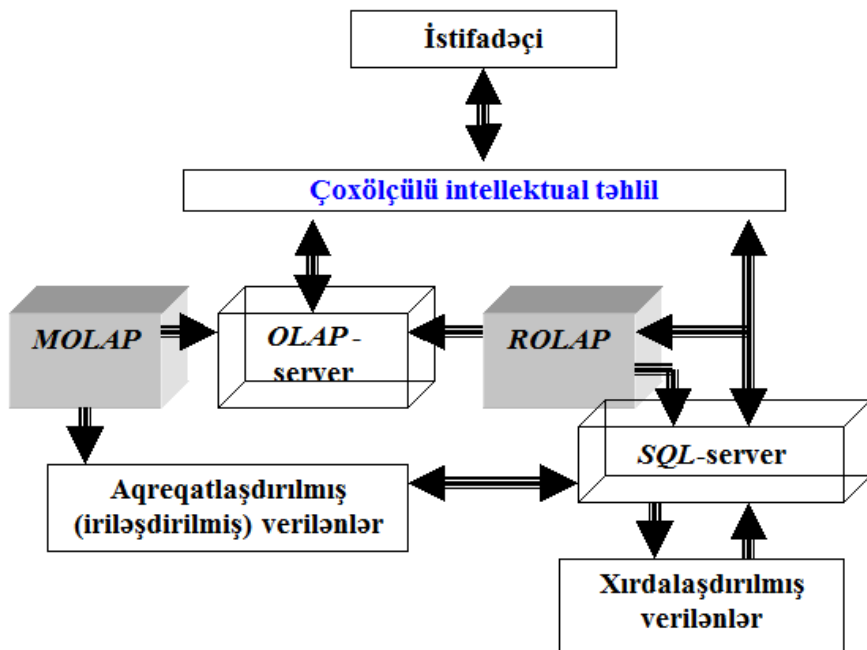 İstifadəçi
Çoxölçülü intellektual təhlil
MOLAP
OLAP -
server
ROLAP
SQL-server
Aqreqatlaşdırılmış
(iriləşdirilmiş) verilənlər
Xırdalaşdırılmış
verilənlər